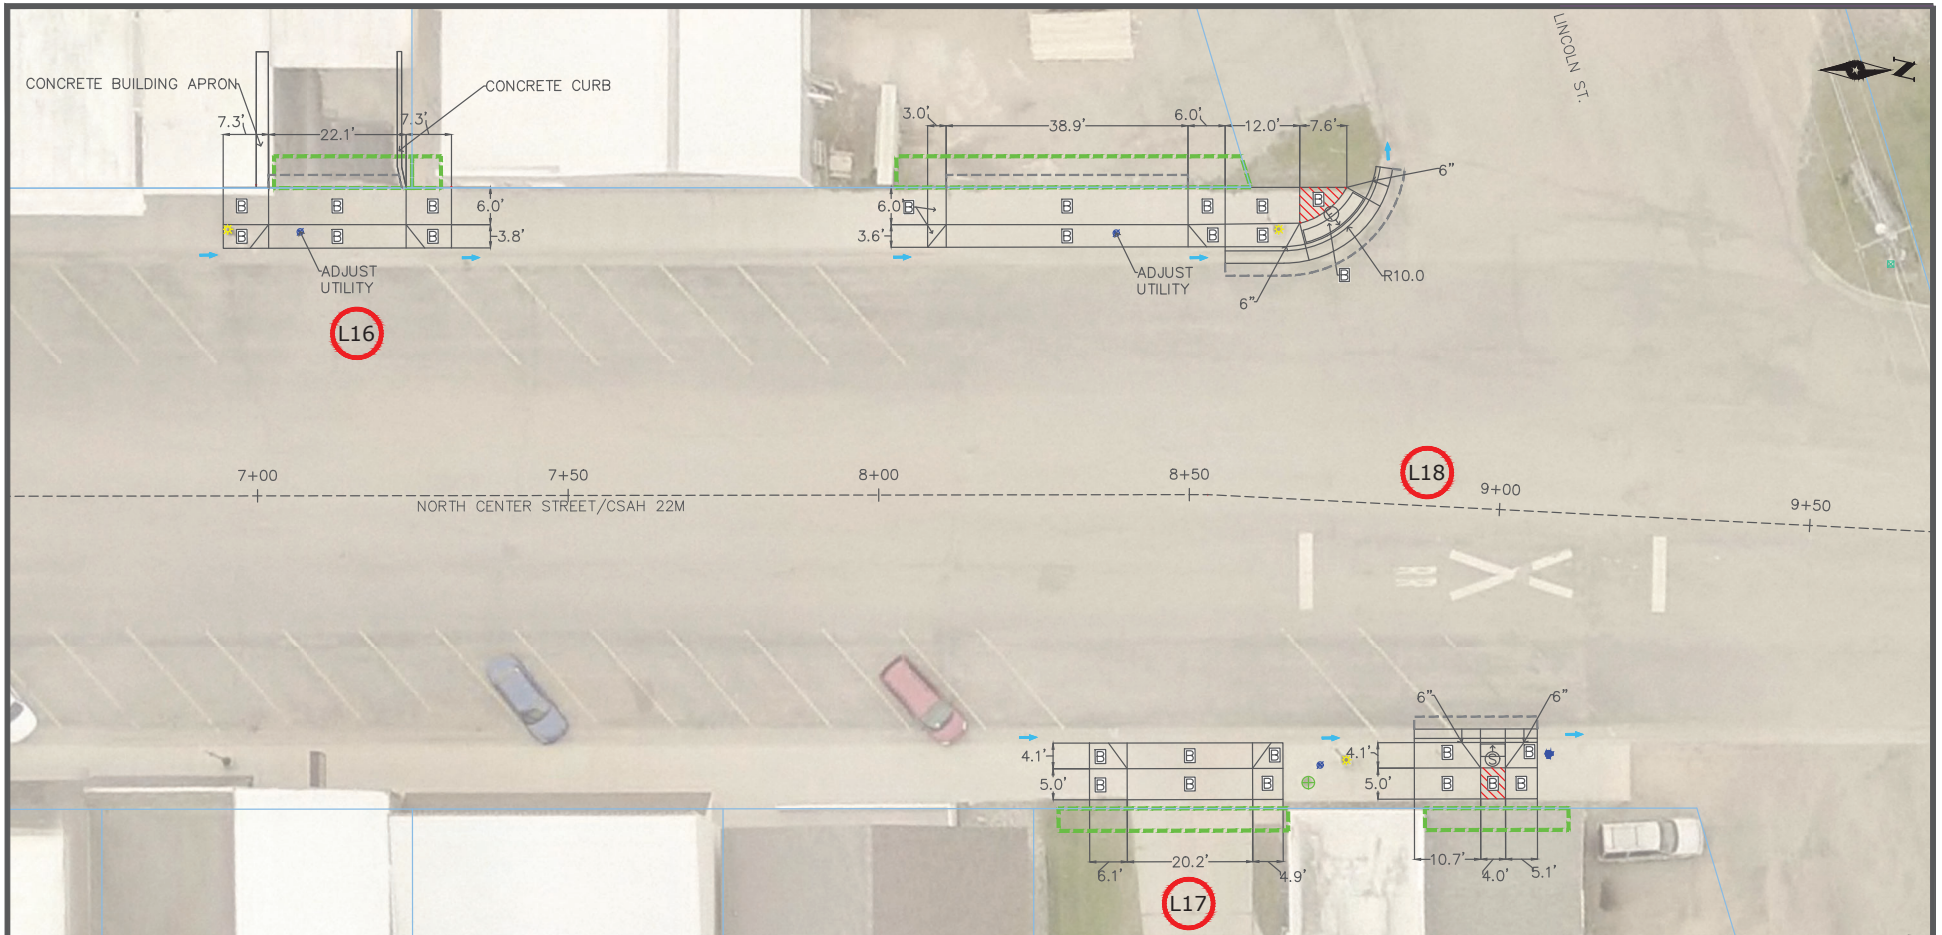 LINCOLN ST.
N
CONCRETE BUILDING APRON
CONCRETE CURB
7.3'
22.1'
7.3'
3.0'
38.9'
6.0'
12.0'
7.6'
6"
B
B
B
6.0'
6.0'
B
B
B
B
B
B
B
B
3.8'
3.6'
B
B
B
ADJUST
UTILITY
ADJUST
UTILITY
B
R10.0
6"
L16
L18
7+00
7+50
8+00
8+50
9+00
9+50
NORTH CENTER STREET/CSAH 22M
RR
6"
6"
4.1'
B
B
B
4.1'
B
S
B
5.0'
B
B
B
5.0'
B
B
B
6.1'
20.2'
4.9'
10.7'
4.0'
5.1'
L17